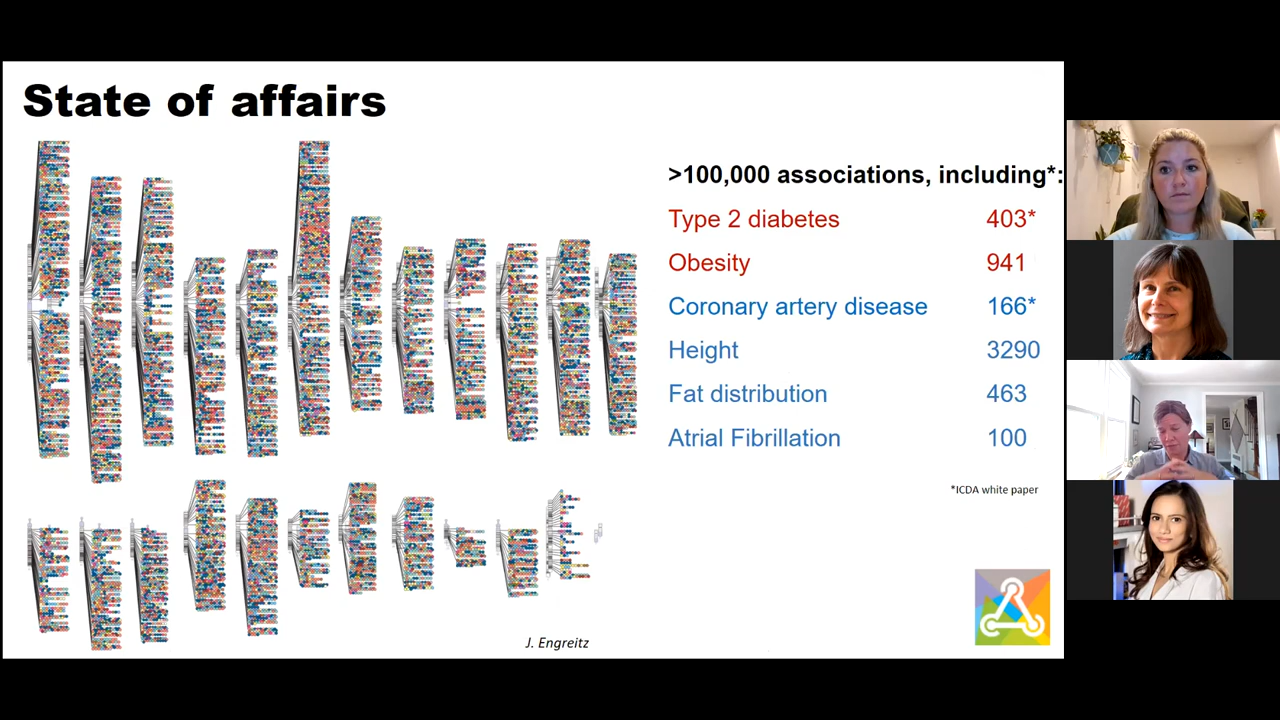 State of affairs
>100,000 associations, including*:
Type 2 diabetes 403*
Obesity 941
Coronary artery disease 166*
Height 3290
Fat distribution 463
Atrial Fibrillation 100
*ICDA white paper
J. Engreitz